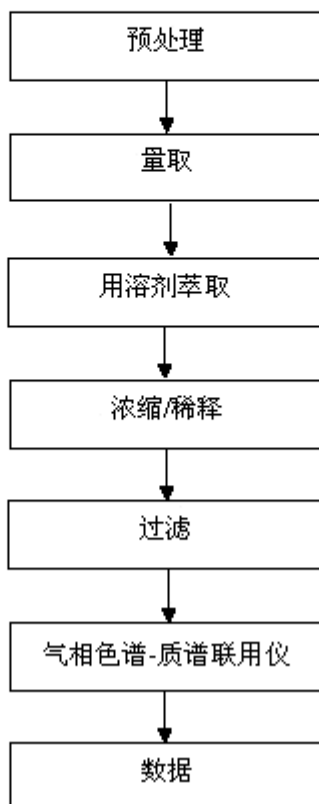 预处理
量取
用溶剂萃取
浓缩/稀释
过滤
气相色谱-质谱联用仪
数据